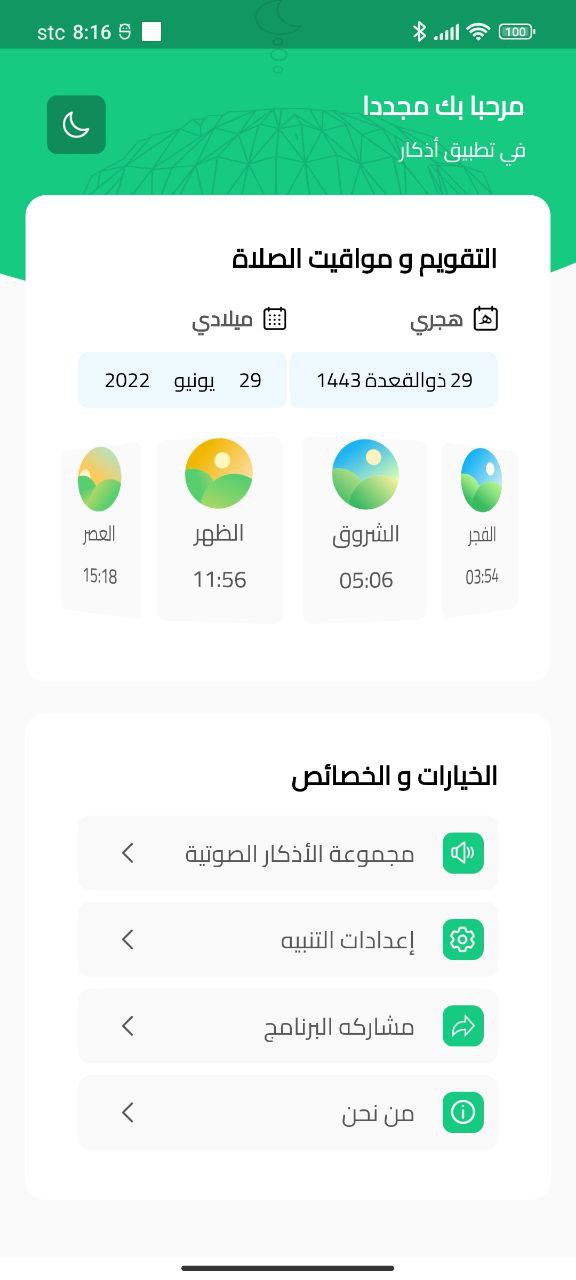 stc 8:16
100
مرحبا بك مجددا
في تطبيق أذكار
التقويم و مواقيت الصلاة
هجري
ميلادي
29 ذوالقعدة 1443
29 يونيو 2022
الفجر
03:54
الشروق
05:06
الظهر
11:56
العصر
15:18
الخيارات و الخصائص
مجموعة الأذكار الصوتية
إعدادات التنبيه
مشاركه البرنامج
من نحن